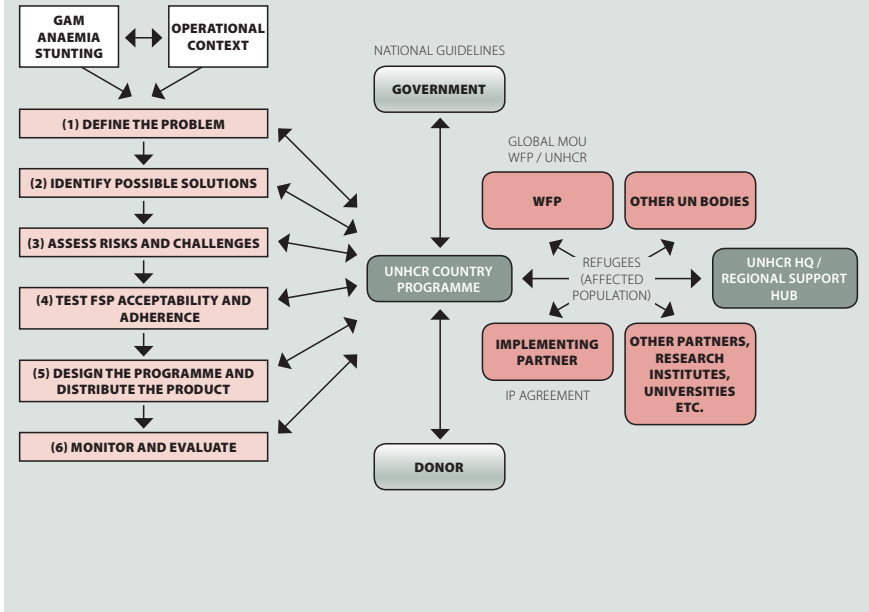 GAM
ANAEMIA
STUNTING
OPERATIONAL
CONTEXT
(1) DEFINE THE PROBLEM
(2) IDENTIFY POSSIBLE SOLUTIONS
(3) ASSESS RISKS AND CHALLENGES
(4) TEST FSP ACCEPTABILITY AND
ADHERENCE
(5) DESIGN THE PROGRAMME AND
DISTRIBUTE THE PRODUCT
(6) MONITOR AND EVALUATE
NATIONAL GUIDELINES
GOVERNMENT
UNHCR COUNTRY
PROGRAMME
DONOR
GLOBAL MOU
WFP / UNHCR
WFP
OTHER UN BODIES
REFUGEES
(AFFECTED
POPULATION)
UNHCR HQ /
REGIONAL SUPPORT
HUB
IMPLEMENTING
PARTNER
IP AGREEMENT
OTHER PARTNERS,
RESEARCH
INSTITUTES,
UNIVERSITIES
ETC.